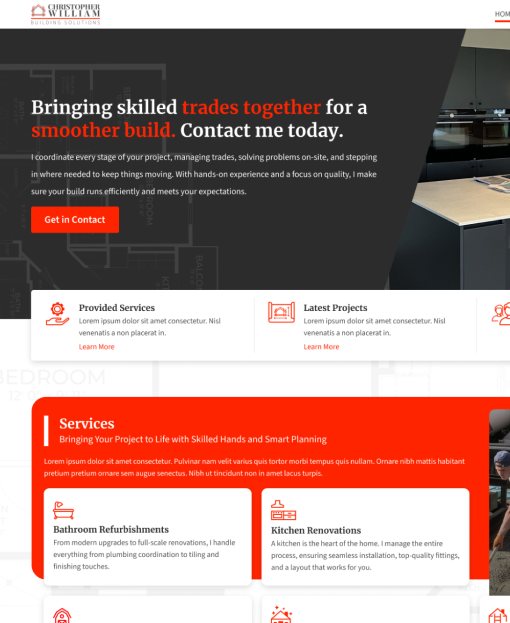 CHRISTOPHER
WILLIAM
BUILDING SOLUTIONS
HOM
Bringing skilled trades together for a
smoother build. Contact me today.
I coordinate every stage of your project, managing trades, solving problems on-site, and stepping
in where needed to keep things moving. With hands-on experience and a focus on quality, I make
sure your build runs efficiently and meets your expectations.
Get in Contact
Provided Services
Lorem ipsum dolor sit amet consectetur. Nisl
venenatis a non placerat in.
Learn More
Latest Projects
Lorem ipsum dolor sit amet consectetur. Nisl
venenatis a non placerat in.
Learn More
BEDROOM
Services
Bringing Your Project to Life with Skilled Hands and Smart Planning
Lorem ipsum dolor sit amet consectetur. Pulvinar nam velit varius quis tortor morbi tempus quis nullam. Ornare nibh mattis habitant
pretium pretium ornare sem augue senectus. Nibh ut tincidunt non in amet lacus turpis.
Bathroom Refurbishments
From modern upgrades to full-scale renovations, I handle
everything from plumbing coordination to tiling and
finishing touches.
Kitchen Renovations
A kitchen is the heart of the home. I manage the entire
process, ensuring seamless installation, top-quality fittings,
and a layout that works for you.